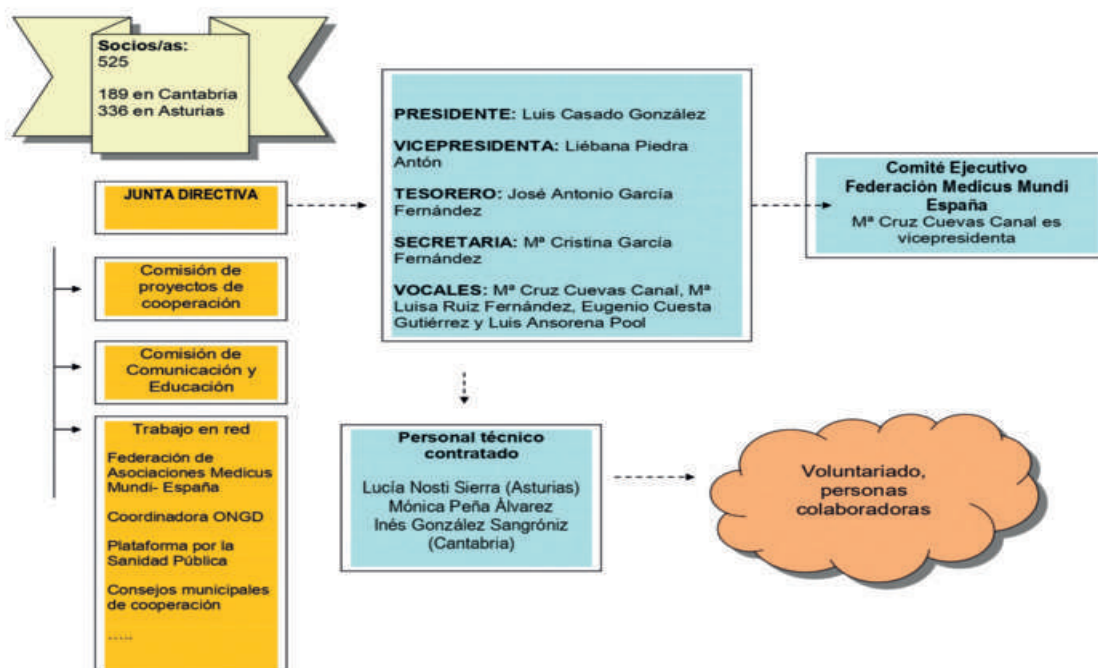 Socios/as:
525
189 en Cantabria
336 en Asturias
JUNTA DIRECTIVA
Comisión de
proyectos de
cooperación
Comisión de
Comunicación y
Educación
Trabajo en red
Federación de
Asociaciones Medicus
Mundi- España
Coordinadora ONGD
Plataforma por la
Sanidad Pública
Consejos municipales
de cooperación
.....
PRESIDENTE: Luis Casado González
VICEPRESIDENTA: Liébana Piedra
Antón
TESORERO: José Antonio García
Fernández
SECRETARIA: Mª Cristina García
Fernández
VOCALES: Mª Cruz Cuevas Canal, Mª
Luisa Ruiz Fernández, Eugenio Cuesta
Gutiérrez y Luis Ansorena Pool
Comité Ejecutivo
Federación Medicus Mundi
España
Mª Cruz Cuevas Canal es
vicepresidenta
Personal técnico
contratado
Lucía Nosti Sierra (Asturias)
Mónica Peña Álvarez
Inés González Sangróniz
(Cantabria)
Voluntariado,
personas
colaboradoras